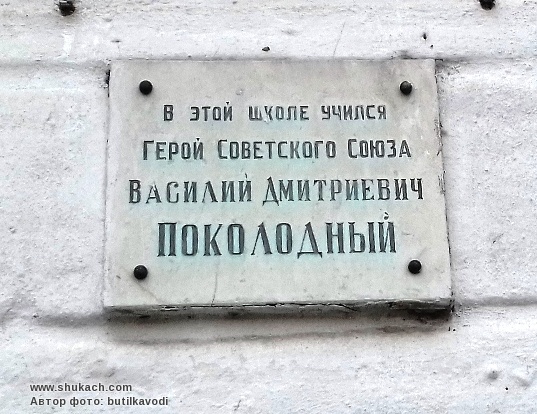 В ЭТОЙ ШКОЛЕ УЧИЛСЯ
ГЕРОЙ СОВЕТСКОГО СОЮЗА
ВАСИЛИЙ ДМИТРИЕВИЧ
ПОКОЛОДНЫЙ
www.shukach.com
Автор фото: butilkavodi